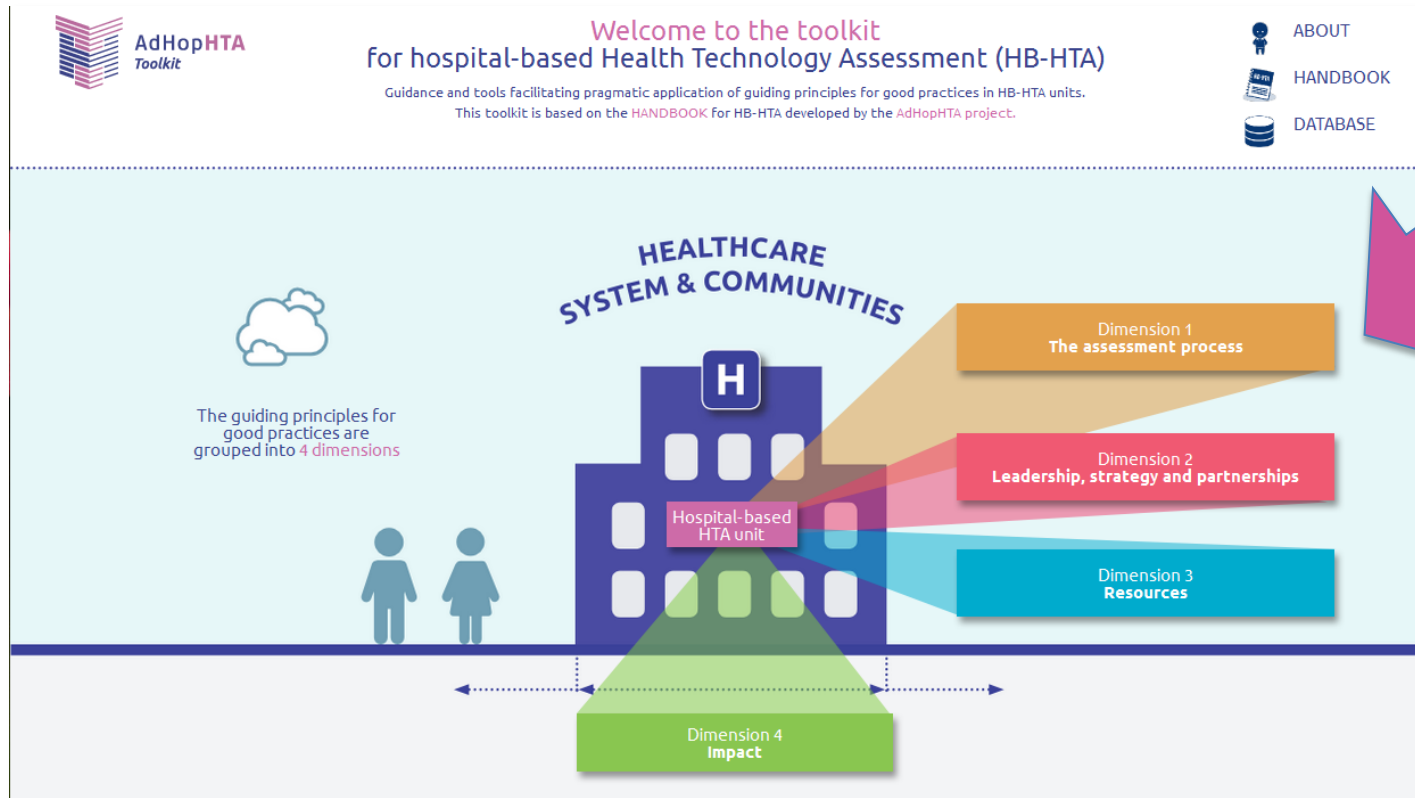 AdHopHTA
Toolkit
Welcome to the toolkit
for hospital-based Health Technology Assessment (HB-HTA)
Guidance and tools facilitating pragmatic application of guiding principles for good practices in HB-HTA units.
This toolkit is based on the HANDBOOK for HB-HTA developed by the AdHopHTA project.
ABOUT
HB-HTA
HANDBOOK
DATABASE
HEALTHCARE
SYSTEM & COMMUNITIES
The guiding principles for
good practices are
grouped into 4 dimensions
H
Hospital-based
HTA unit
Dimension 1
The assessment process
Dimension 2
Leadership, strategy and partnerships
Dimension 3
Resources
Dimension 4
Impact